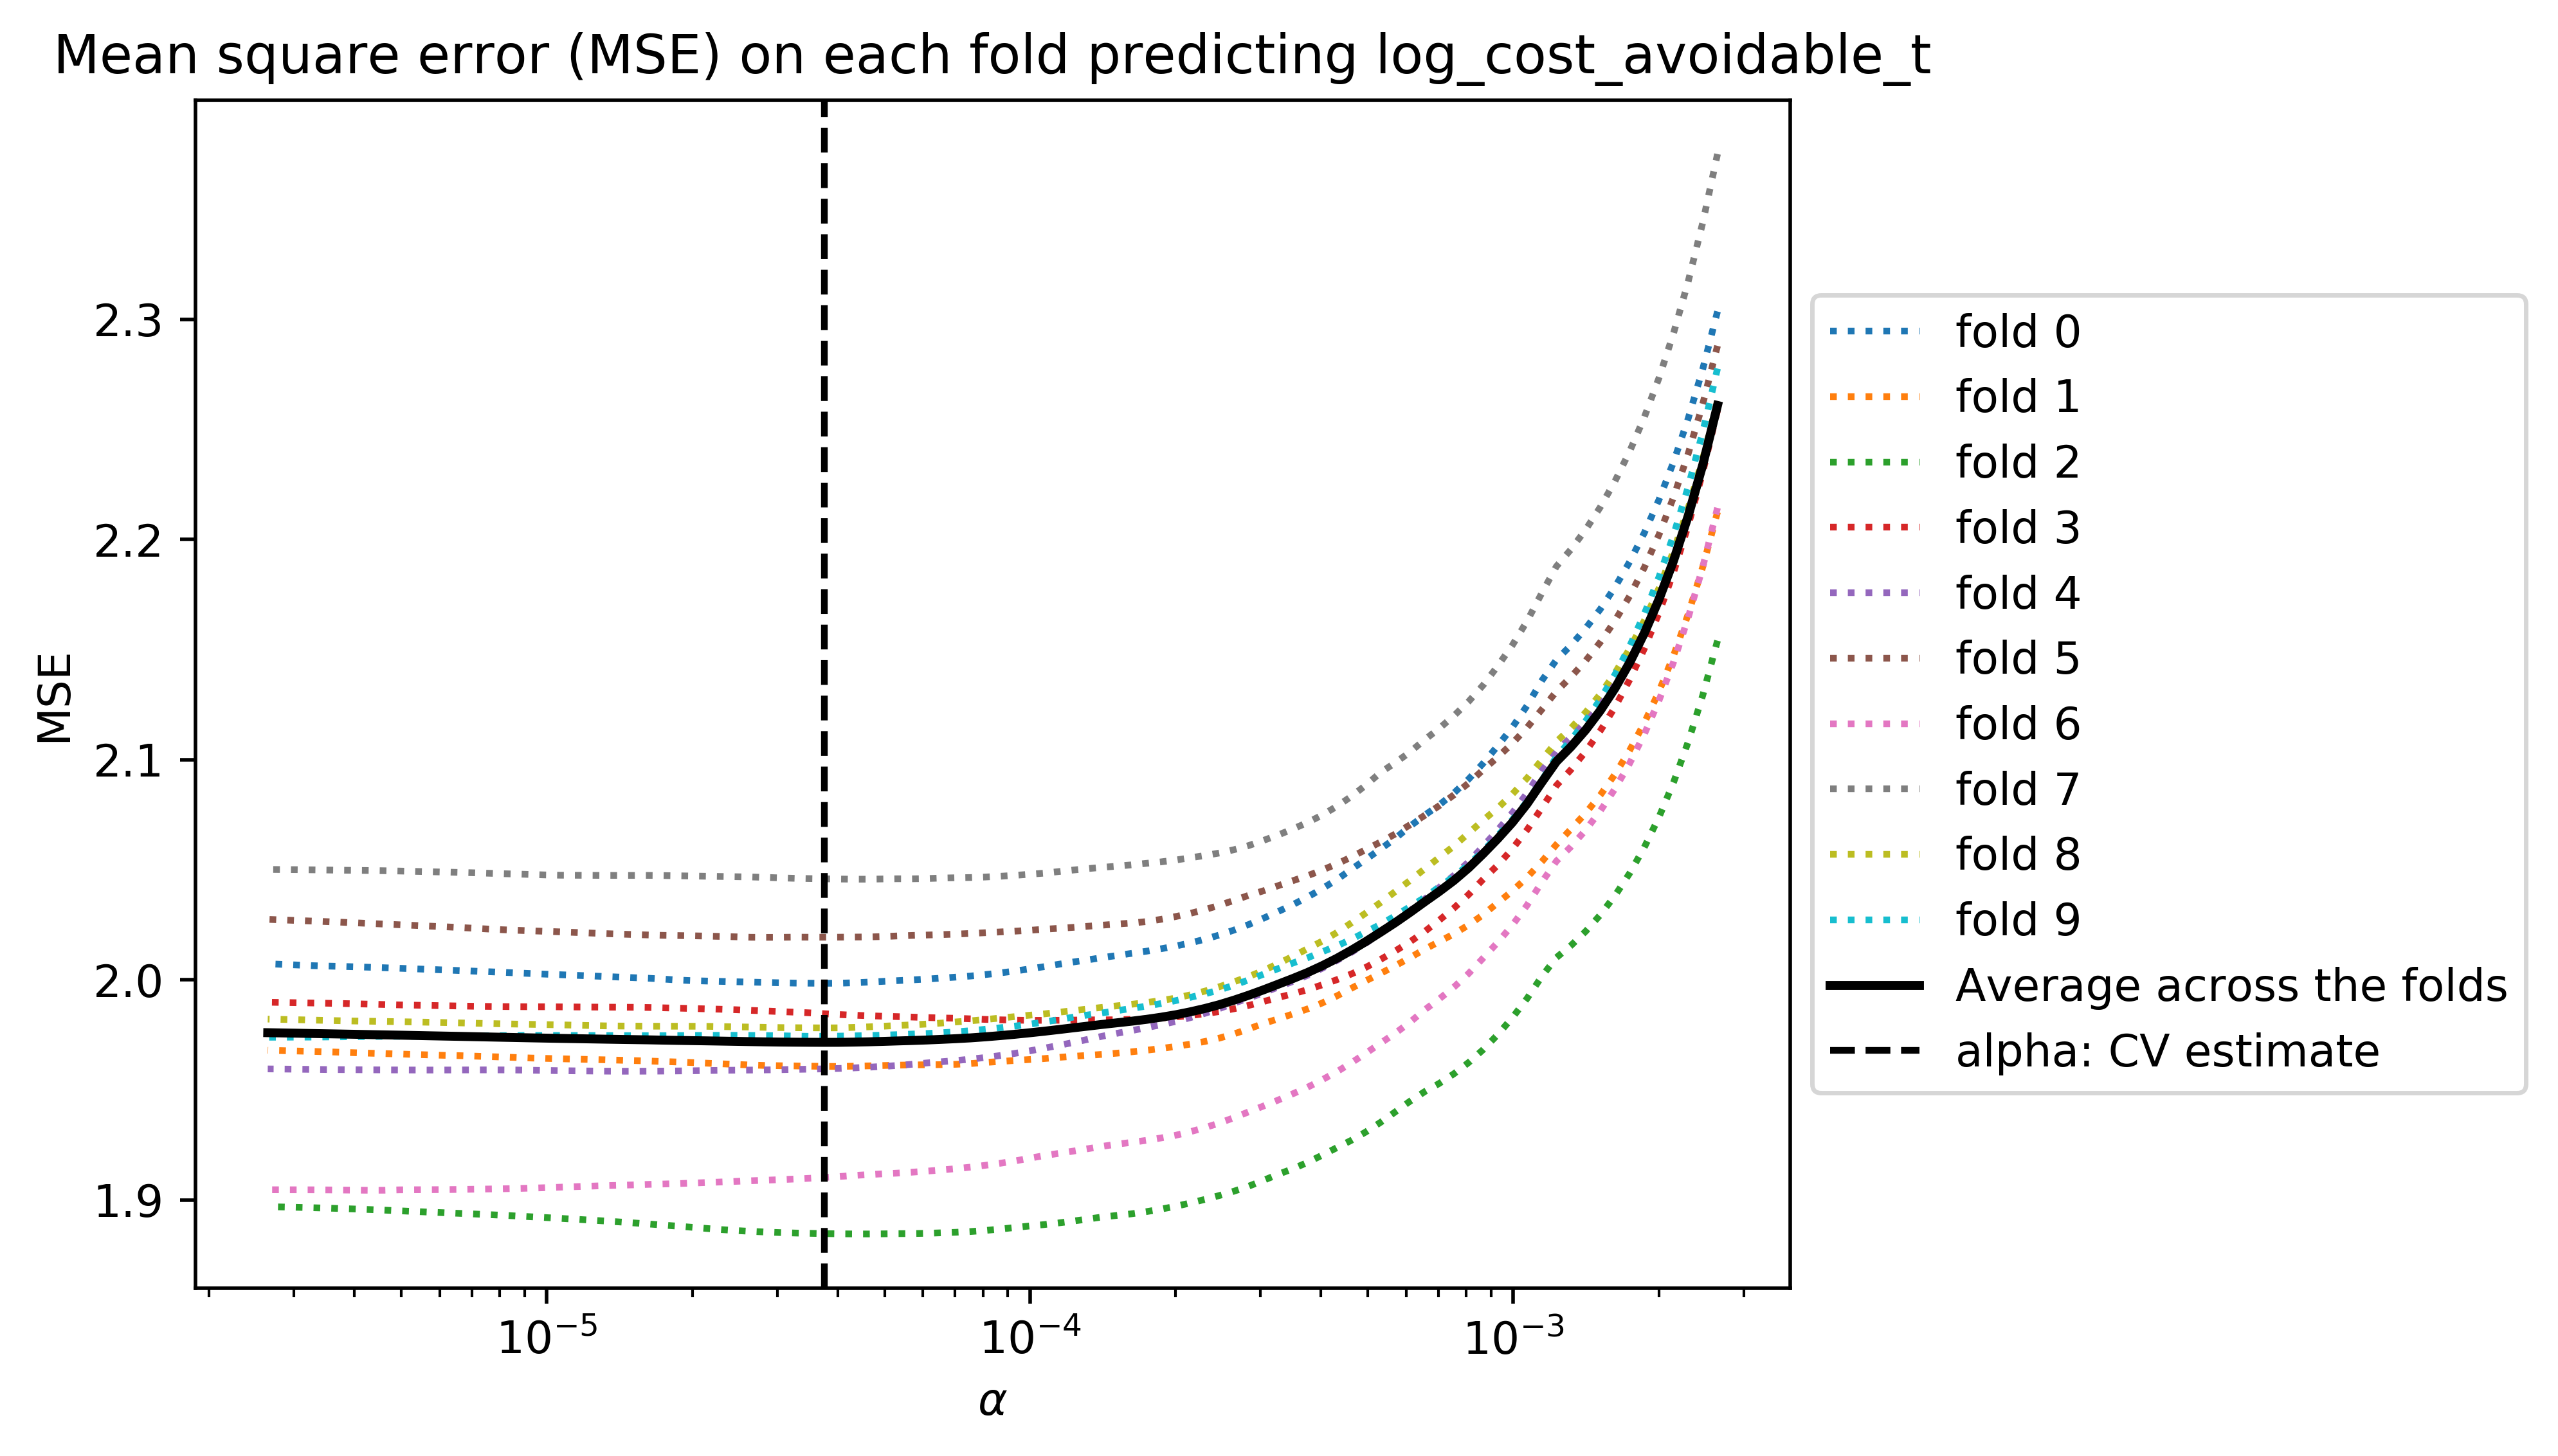 Mean square error (MSE) on each fold predicting log_cost_avoidable_t
MSE
2.3
2.2
2.1
2.0
1.9
10⁻⁵
10⁻⁴
10⁻³
α
fold 0
fold 1
fold 2
fold 3
fold 4
fold 5
fold 6
fold 7
fold 8
fold 9
Average across the folds
alpha: CV estimate